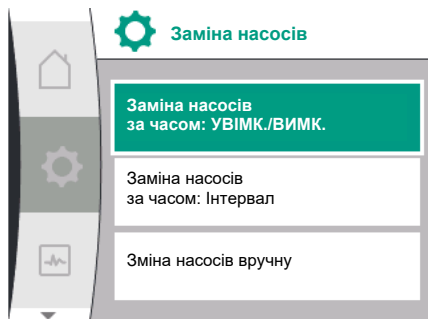 Заміна насосів
Заміна насосів
за часом: УВІМК./ВИМК.
Заміна насосів
за часом: Інтервал
Зміна насосів вручну